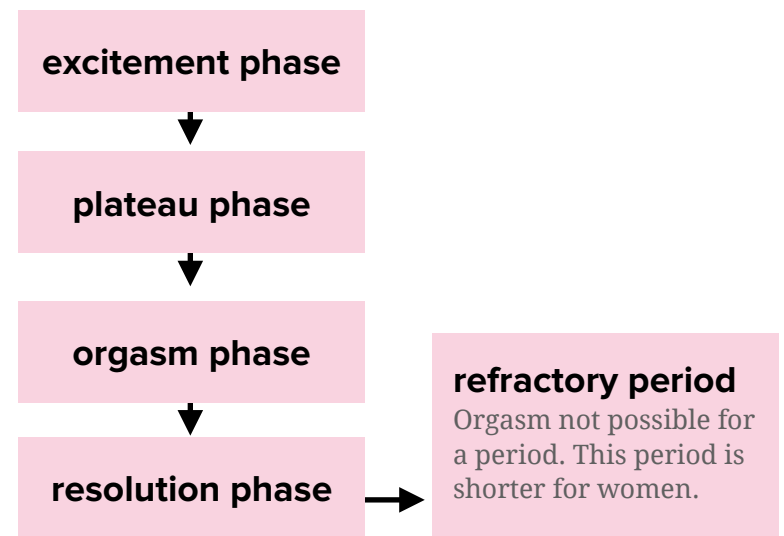 excitement phase
plateau phase
orgasm phase
resolution phase
refractory period
Orgasm not possible for
a period. This period is
shorter for women.